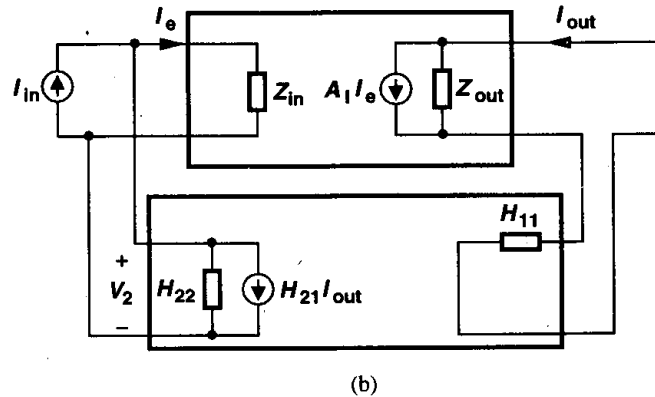 I_e
I_out
I_in
Z_in
A_I I_e
Z_out
H_11
+
V_2
−
H_22
H_21 I_out
(b)